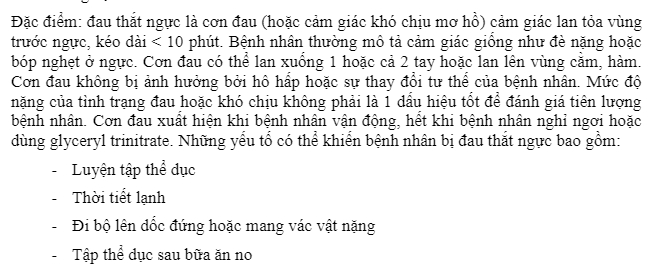 Đặc điểm: đau thắt ngực là cơn đau (hoặc cảm giác khó chịu mơ hồ) cảm giác lan tỏa vùng
trước ngực, kéo dài < 10 phút. Bệnh nhân thường mô tả cảm giác giống như đè nặng hoặc
bóp nghẹt ở ngực. Cơn đau có thể lan xuống 1 hoặc cả 2 tay hoặc lan lên vùng cằm, hàm.
Cơn đau không bị ảnh hưởng bởi hô hấp hoặc sự thay đổi tư thế của bệnh nhân. Mức độ
nặng của tình trạng đau hoặc khó chịu không phải là 1 dấu hiệu tốt để đánh giá tiên lượng
bệnh nhân. Cơn đau xuất hiện khi bệnh nhân vận động, hết khi bệnh nhân nghỉ ngơi hoặc
dùng glyceryl trinitrate. Những yếu tố có thể khiến bệnh nhân bị đau thắt ngực bao gồm:
- Luyện tập thể dục
- Thời tiết lạnh
- Đi bộ lên dốc đứng hoặc mang vác vật nặng
- Tập thể dục sau bữa ăn no